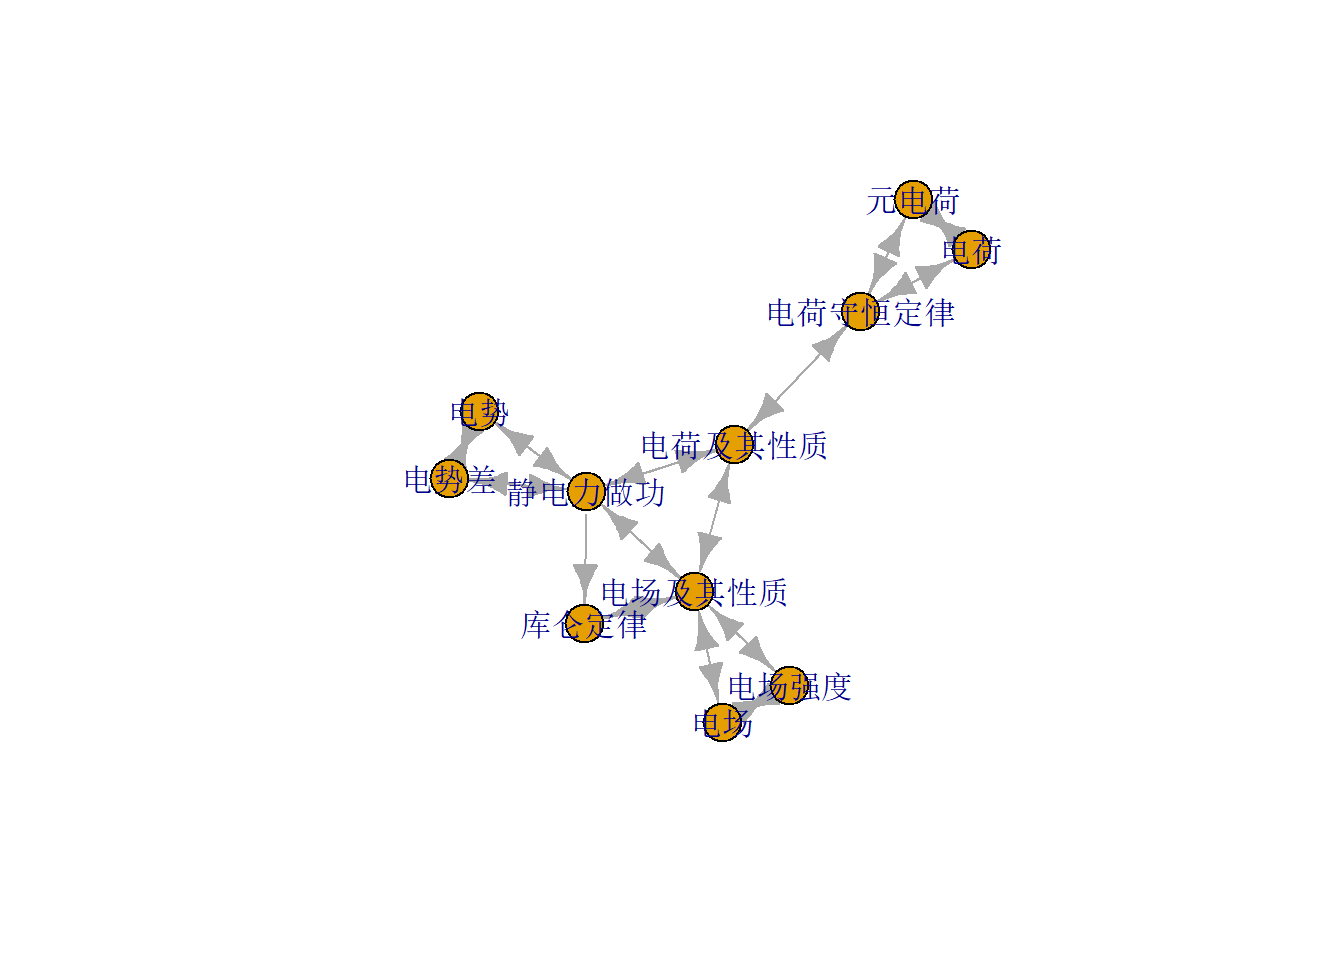 元电荷
电荷
电荷守恒定律
电势
电荷及其性质
电势差
静电力做功
电场及其性质
库仑定律
电场强度
电场